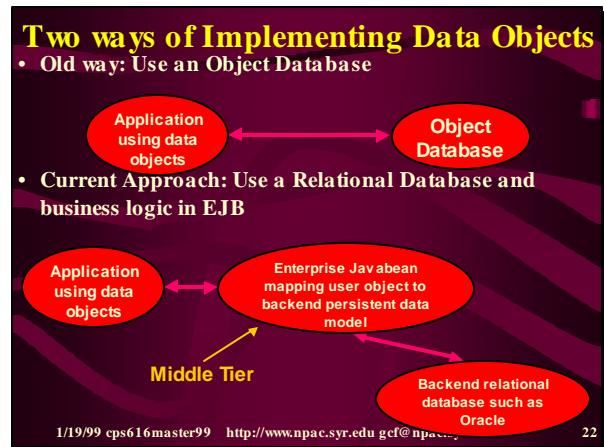 Two ways of Implementing Data Objects
• Old way: Use an Object Database
Application
using data
objects
Object
Database
• Current Approach: Use a Relational Database and
business logic in EJB
Application
using data
objects
Enterprise Javabean
mapping user object to
backend persistent data
model
Middle Tier
Backend relational
database such as
Oracle
1/19/99 cps616master99 http://www.npac.syr.edu gcf@npac.sy
22